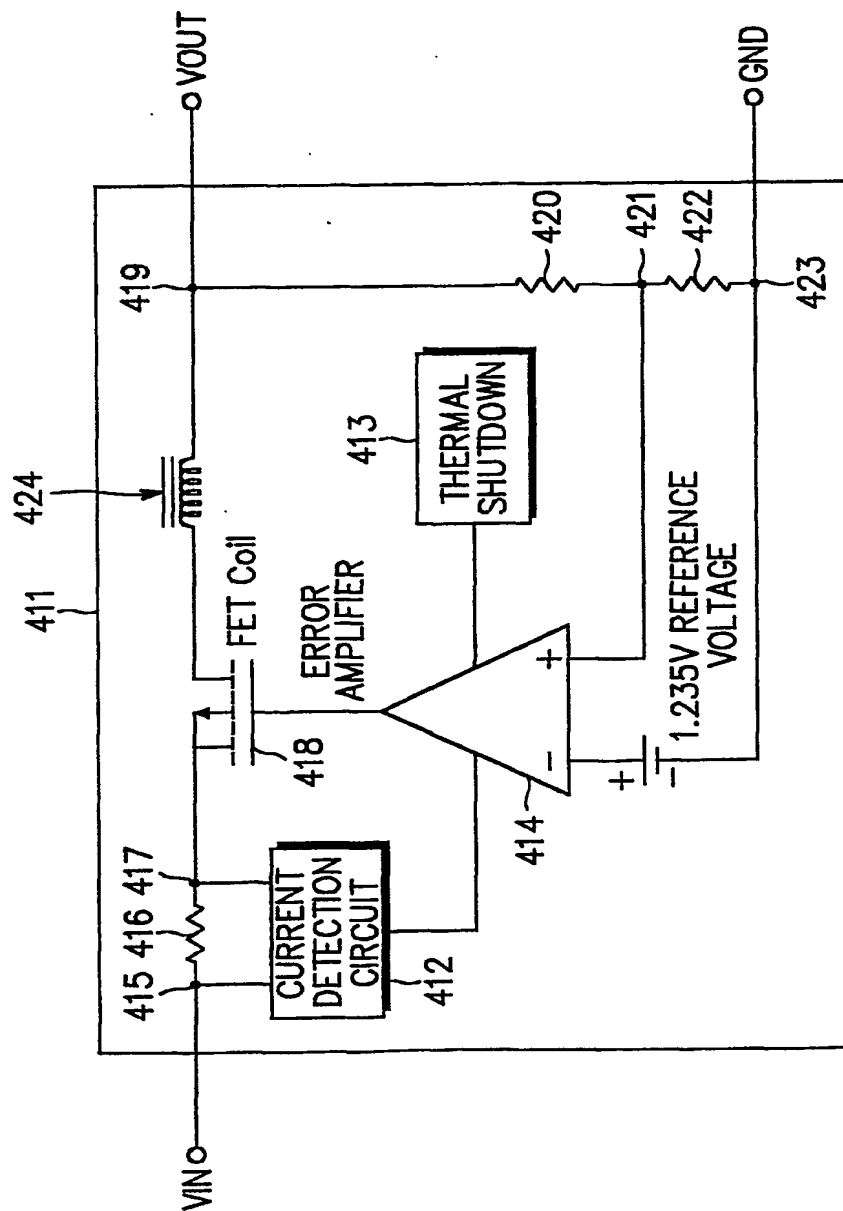 411
424
419
VOUT
VIN
415
416
417
FET Coil
418
CURRENT
DETECTION
CIRCUIT
412
ERROR
AMPLIFIER
414
-
+
THERMAL
SHUTDOWN
413
420
421
422
423
+
-
1.235V REFERENCE
VOLTAGE
GND